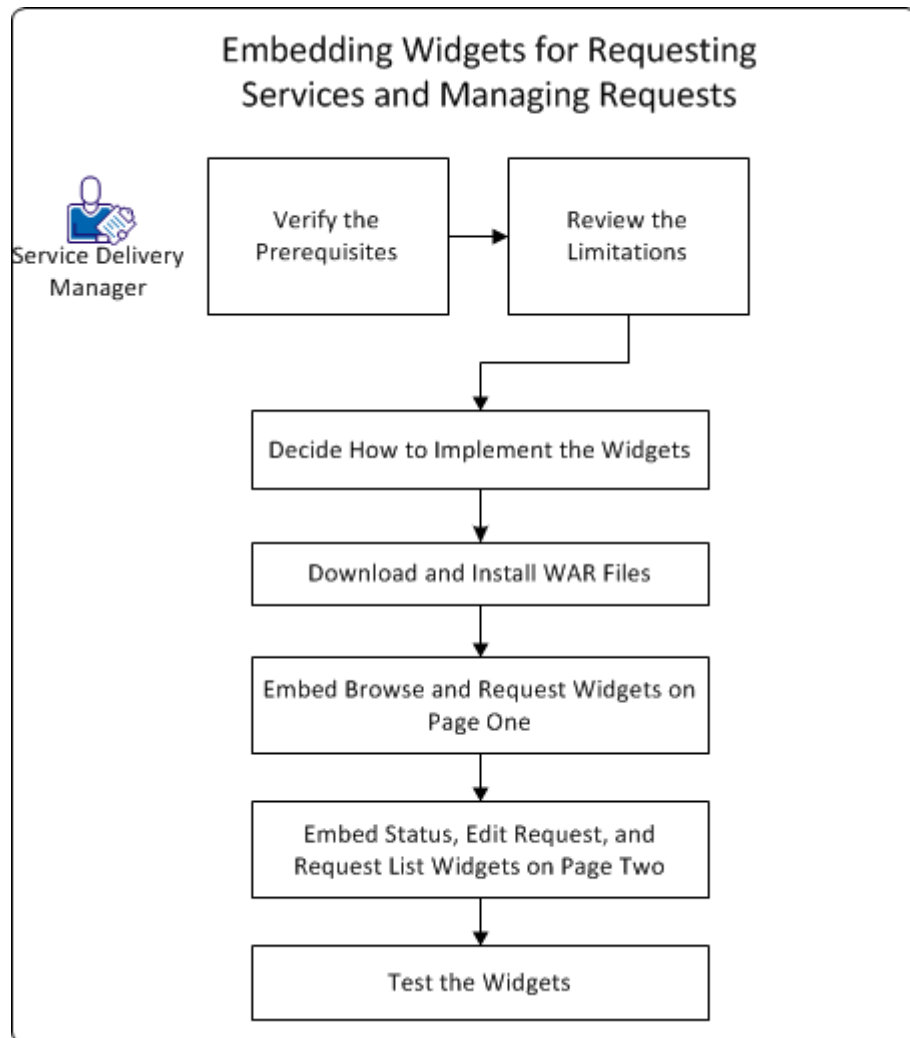 Embedding Widgets for Requesting
Services and Managing Requests
Service Delivery
Manager
Verify the
Prerequisites
Review the
Limitations
Decide How to Implement the Widgets
Download and Install WAR Files
Embed Browse and Request Widgets on
Page One
Embed Status, Edit Request, and
Request List Widgets on Page Two
Test the Widgets